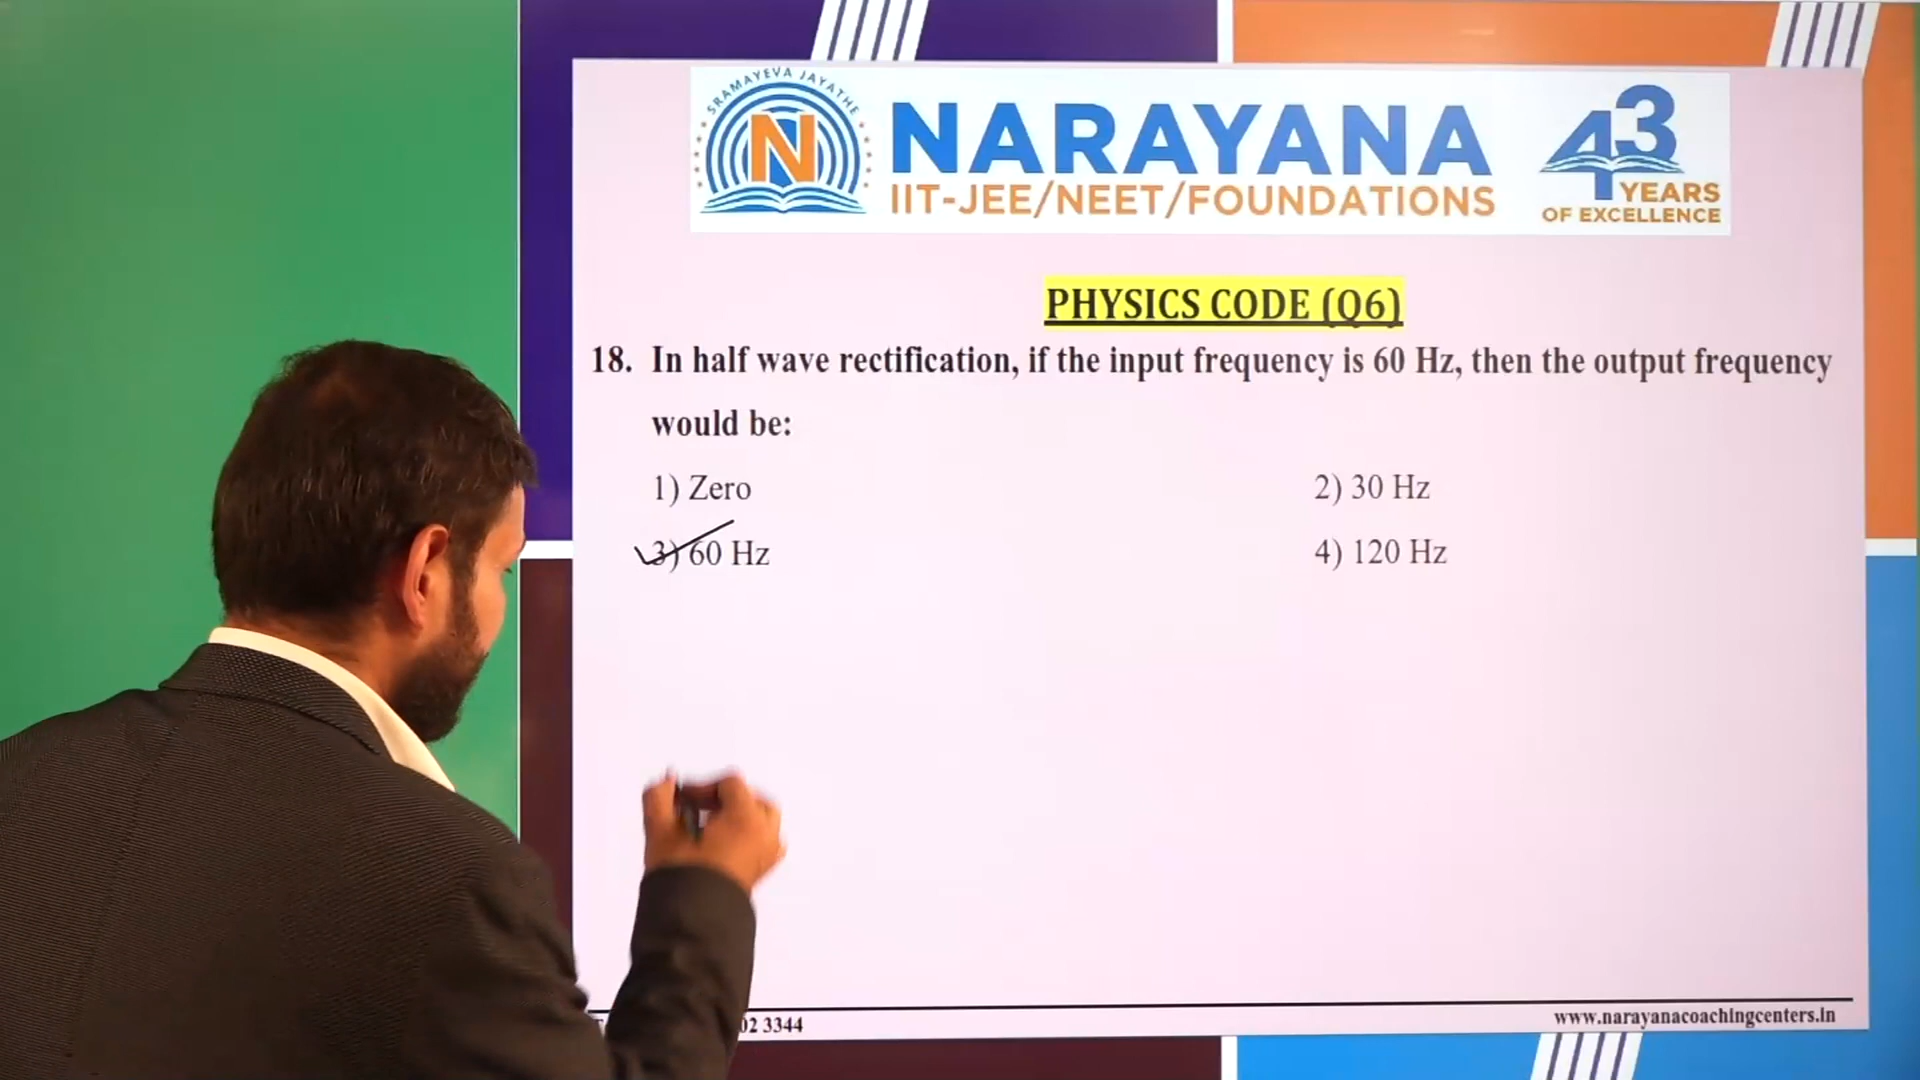 SRAMAYEVA JAYATHE
N
NARAYANA
IIT-JEE/NEET/FOUNDATIONS
43
YEARS
OF EXCELLENCE
PHYSICS CODE (Q6)
18. In half wave rectification, if the input frequency is 60 Hz, then the output frequency
would be:
1) Zero
2) 30 Hz
3) 60 Hz
4) 120 Hz
02 3344
www.narayanacoachingcenters.in